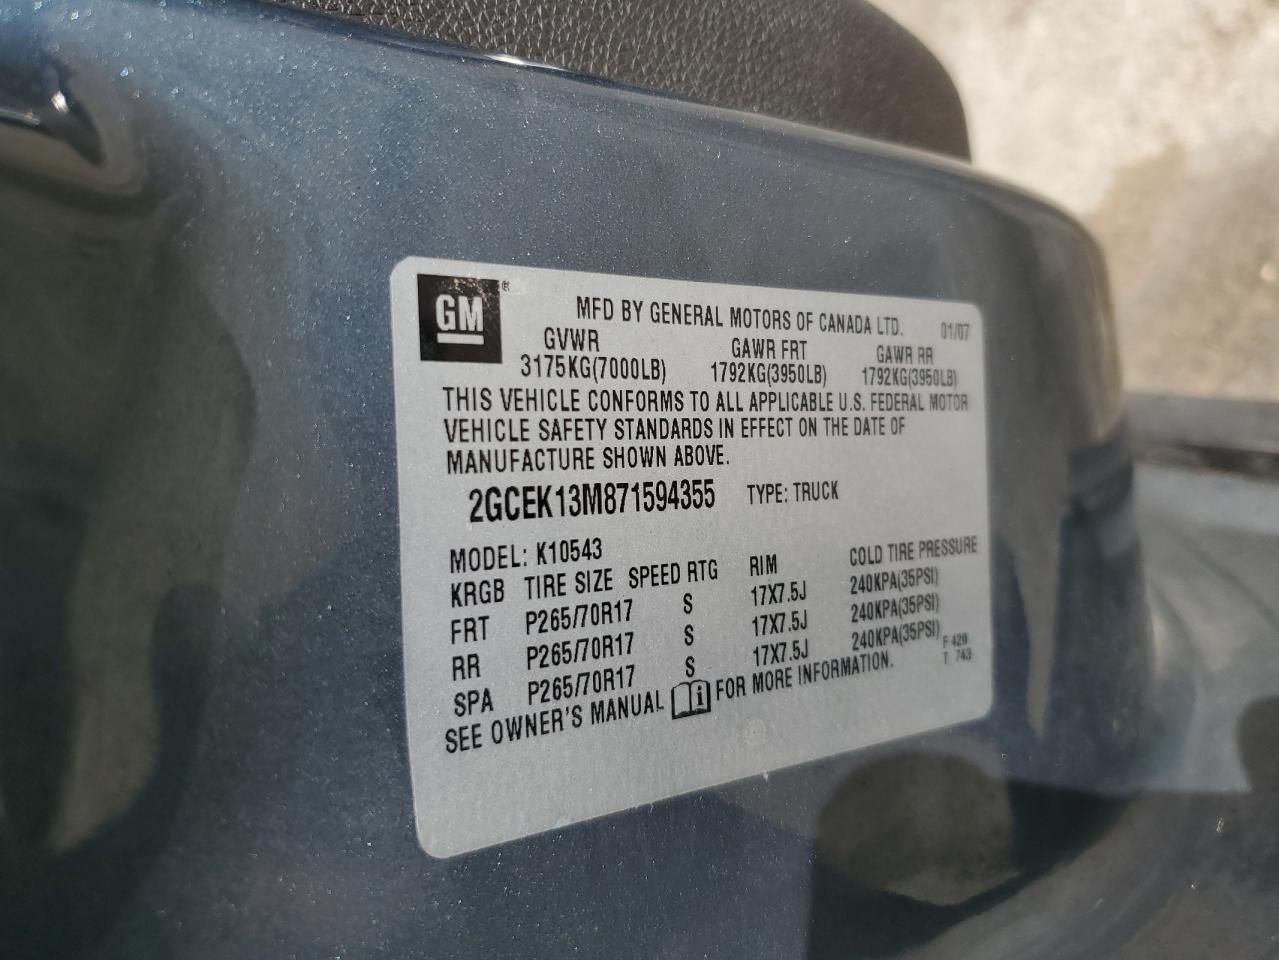 GM ® MFD BY GENERAL MOTORS OF CANADA LTD. 01/07
GVWR GAWR FRT GAWR RR
3175KG(7000LB) 1792KG(3950LB) 1792KG(3950LB)
THIS VEHICLE CONFORMS TO ALL APPLICABLE U.S. FEDERAL MOTOR
VEHICLE SAFETY STANDARDS IN EFFECT ON THE DATE OF
MANUFACTURE SHOWN ABOVE.
2GCEK13M871594355 TYPE: TRUCK
MODEL: K10543
KRGB TIRE SIZE SPEED RTG RIM COLD TIRE PRESSURE
FRT P265/70R17 S 17X7.5J 240KPA(35PSI)
RR P265/70R17 S 17X7.5J 240KPA(35PSI)
SPA P265/70R17 S 17X7.5J 240KPA(35PSI)
SEE OWNER'S MANUAL i FOR MORE INFORMATION.
F 420
T 743